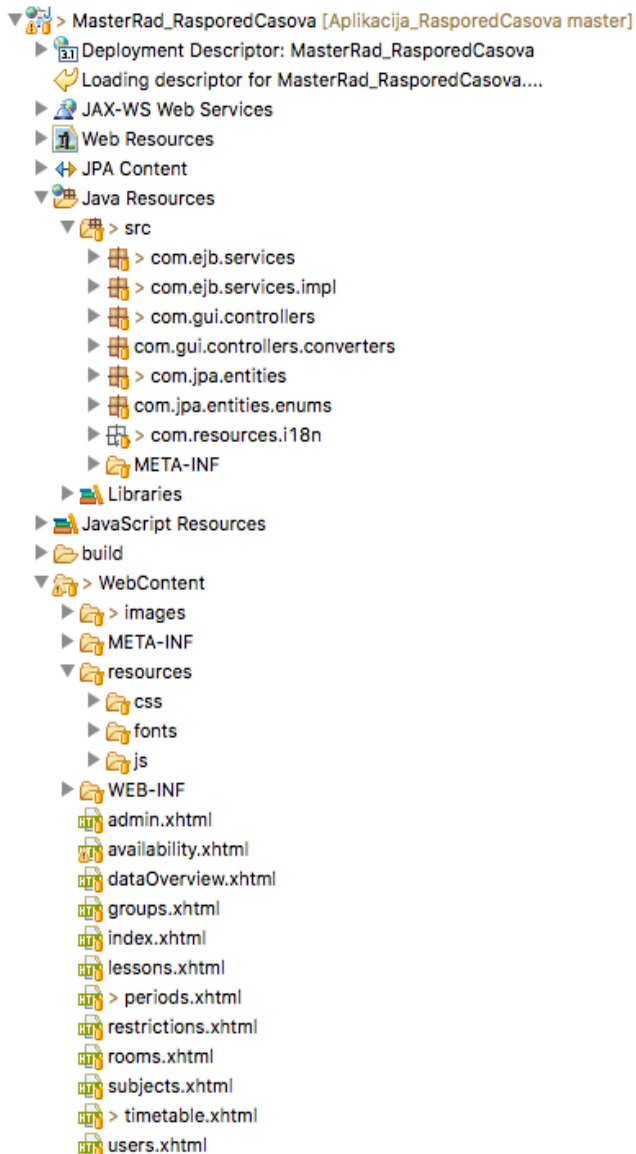 > MasterRad_RasporedCasova [Aplikacija_RasporedCasova master]
3.1 Deployment Descriptor: MasterRad_RasporedCasova
Loading descriptor for MasterRad_RasporedCasova....
JAX-WS Web Services
Web Resources
JPA Content
Java Resources
> src
> com.ejb.services
> com.ejb.services.impl
> com.gui.controllers
com.gui.controllers.converters
> com.jpa.entities
com.jpa.entities.enums
> com.resources.i18n
META-INF
Libraries
JavaScript Resources
build
> WebContent
> images
META-INF
resources
css
fonts
js
WEB-INF
admin.xhtml
availability.xhtml
dataOverview.xhtml
groups.xhtml
index.xhtml
lessons.xhtml
> periods.xhtml
restrictions.xhtml
rooms.xhtml
subjects.xhtml
> timetable.xhtml
users.xhtml